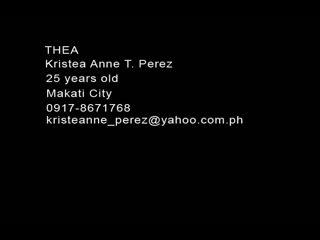 THEA
Kristea Anne T. Perez
25 years old
Makati City
0917-8671768
kristeanne_perez@yahoo.com.ph